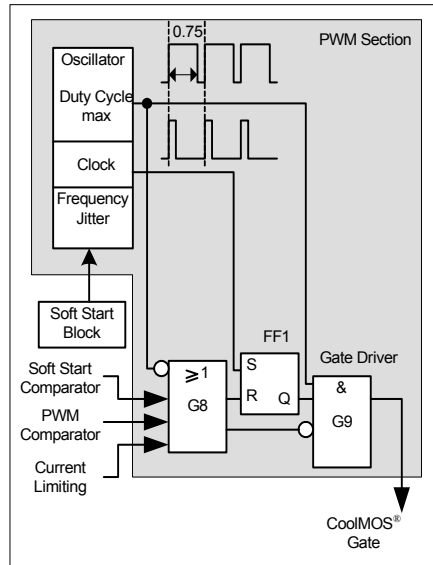 0.75
PWM Section
Oscillator
Duty Cycle
max
Clock
Frequency
Jitter
Soft Start
Block
FF1
Soft Start
Comparator
PWM
Comparator
Current
Limiting
≥1
G8
S
R
Q
Gate Driver
&
G9
CoolMOS®
Gate